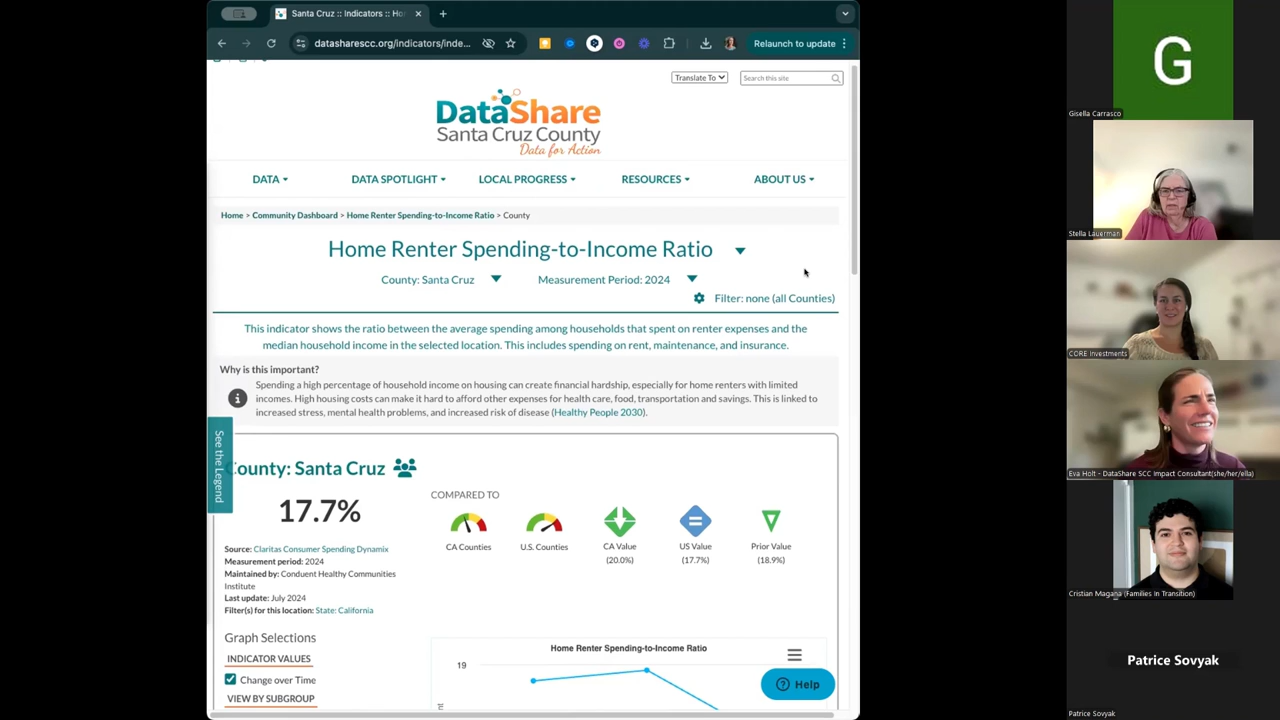 Santa Cruz :: Indicators :: Ho
datasharescc.org/indicators/inde...
Relaunch to update
Translate To
Search this site
DataShare
Santa Cruz County
Data for Action
DATA
DATA SPOTLIGHT
LOCAL PROGRESS
RESOURCES
ABOUT US
Home > Community Dashboard > Home Renter Spending-to-Income Ratio > County
Home Renter Spending-to-Income Ratio
County: Santa Cruz
Measurement Period: 2024
Filter: none (all Counties)
This indicator shows the ratio between the average spending among households that spent on renter expenses and the
median household income in the selected location. This includes spending on rent, maintenance, and insurance.
Why is this important?
Spending a high percentage of household income on housing can create financial hardship, especially for home renters with limited
incomes. High housing costs can make it hard to afford other expenses for health care, food, transportation and savings. This is linked to
increased stress, mental health problems, and increased risk of disease (Healthy People 2030).
See the Legend
County: Santa Cruz
17.7%
Source: Claritas Consumer Spending Dynamix
Measurement period: 2024
Maintained by: Conduent Healthy Communities
Institute
Last update: July 2024
Filter(s) for this location: State: California
COMPARED TO
CA Counties
U.S. Counties
CA Value
(20.0%)
US Value
(17.7%)
Prior Value
(18.9%)
Graph Selections
INDICATOR VALUES
Change over Time
VIEW BY SUBGROUP
Home Renter Spending-to-Income Ratio
19
Help
G
Gisella Carrasco
Stella Lauerman
CORE Investments
Eva Holt - DataShare SCC Impact Consultant(she/her/ella)
Cristian Magana (Families In Transition)
Patrice Sovyak
Patrice Sovyak